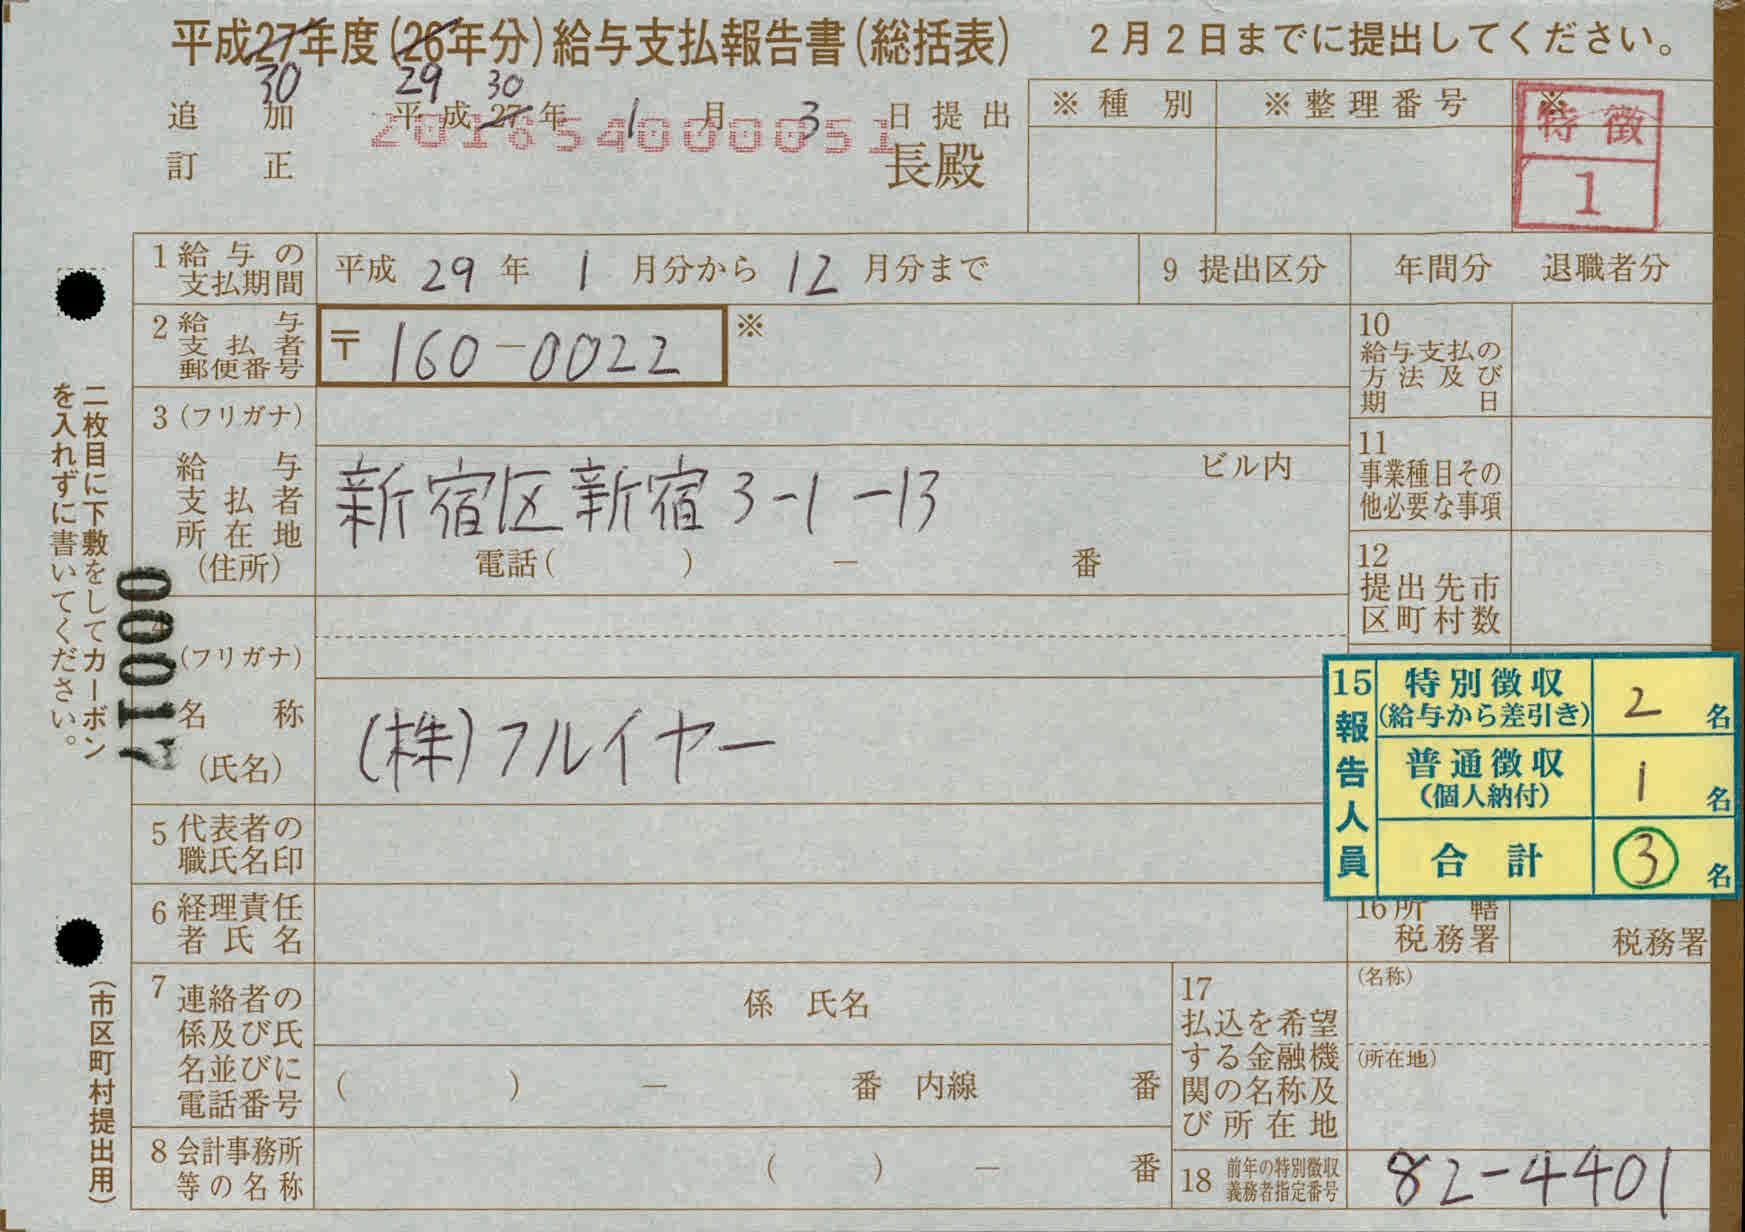 平成27年度(26年分)給与支払報告書(総括表) 2月2日までに提出してください。
30 29 30
追加 平成27年 1月 3日提出
訂正 長殿
201654000051
※種別 ※整理番号 ※
特徴
1
1 給与の支払期間 平成 29 年 1 月分から 12 月分まで
9 提出区分 年間分 退職者分
2 給与支払者郵便番号 〒 160-0022 ※
10 給与支払の方法及び期日
3 (フリガナ)
給与支払者所在地(住所) 新宿区新宿3-1-13 ビル内
電話( ) − 番
11 事業種目その他必要な事項
12 提出先市区町村数
(フリガナ)
名称(氏名) (株)フルイヤー
15 報告人員
特別徴収(給与から差引き) 2 名
普通徴収(個人納付) 1 名
合計 3 名
5 代表者の職氏名印
6 経理責任者氏名
16 所轄税務署 税務署
7 連絡者の係及び氏名並びに電話番号 係 氏名
( ) − 番 内線 番
17 払込を希望する金融機関の名称及び所在地
(名称)
(所在地)
8 会計事務所等の名称 ( ) − 番
18 前年の特別徴収義務者指定番号 82-4401
二枚目に下敷をしてカーボン
を入れずに書いてください。
(市区町村提出用)
00017